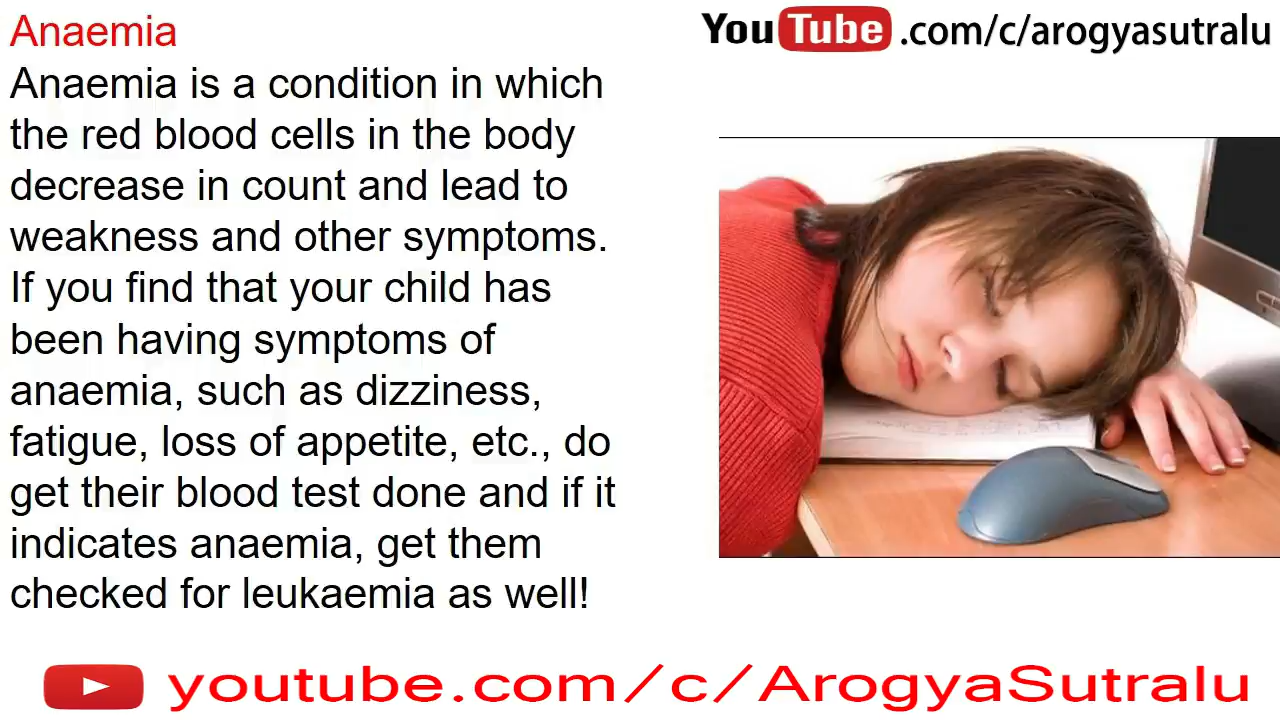 Anaemia
Anaemia is a condition in which
the red blood cells in the body
decrease in count and lead to
weakness and other symptoms.
If you find that your child has
been having symptoms of
anaemia, such as dizziness,
fatigue, loss of appetite, etc., do
get their blood test done and if it
indicates anaemia, get them
checked for leukaemia as well!
YouTube.com/c/arogyasutralu
youtube.com/c/ArogyaSutralu